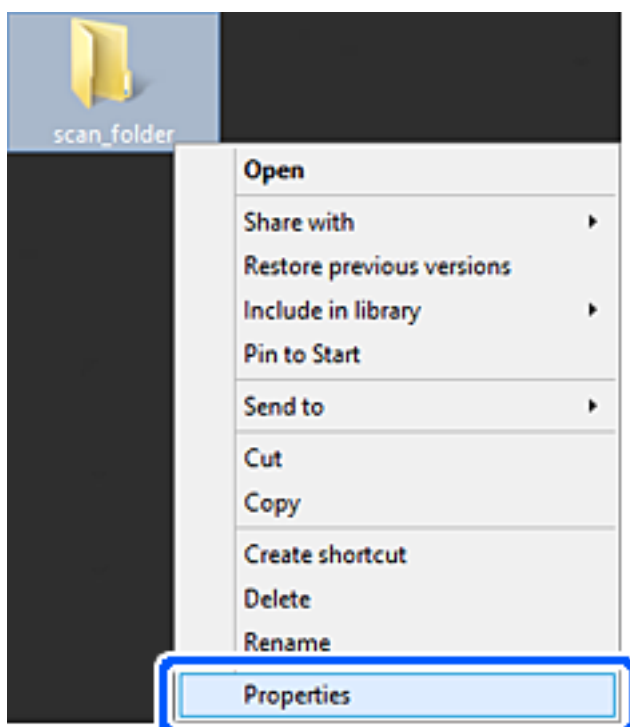 scan_folder
Open
Share with
Restore previous versions
Include in library
Pin to Start
Send to
Cut
Copy
Create shortcut
Delete
Rename
Properties